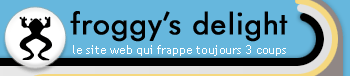 froggy's delight
le site web qui frappe toujours 3 coups